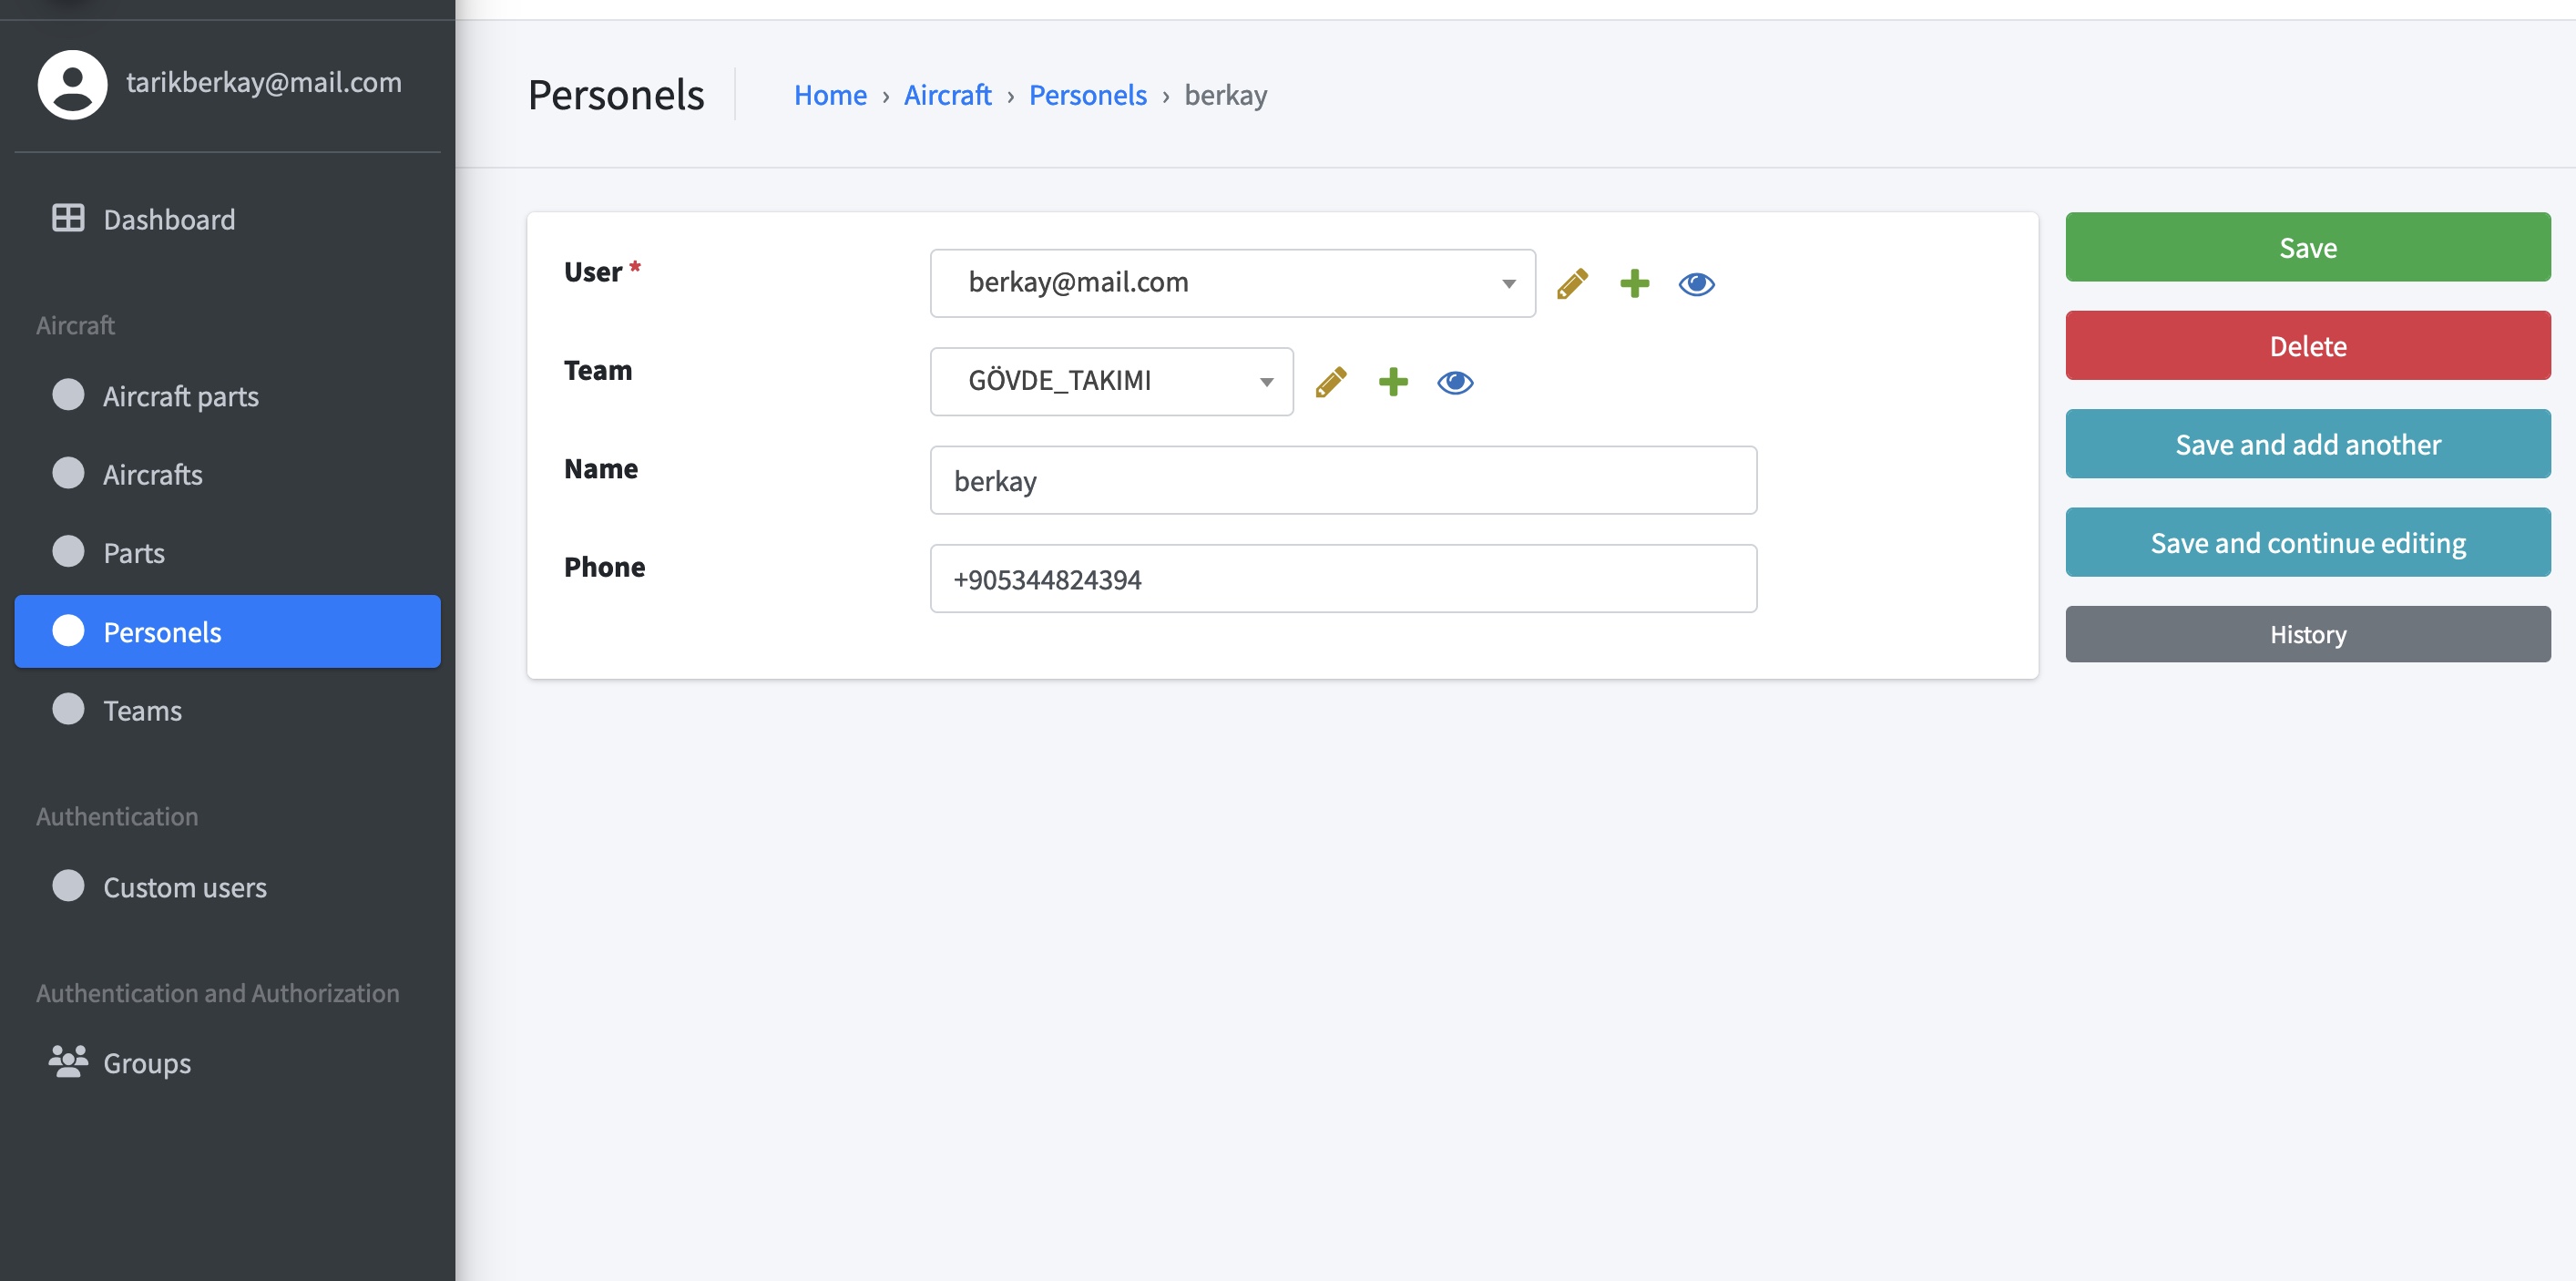 tarikberkay@mail.com
Dashboard
Aircraft
Aircraft parts
Aircrafts
Parts
Personels
Teams
Authentication
Custom users
Authentication and Authorization
Groups
Personels
Home › Aircraft › Personels › berkay
User * berkay@mail.com
Team GÖVDE_TAKIMI
Name berkay
Phone +905344824394
Save
Delete
Save and add another
Save and continue editing
History